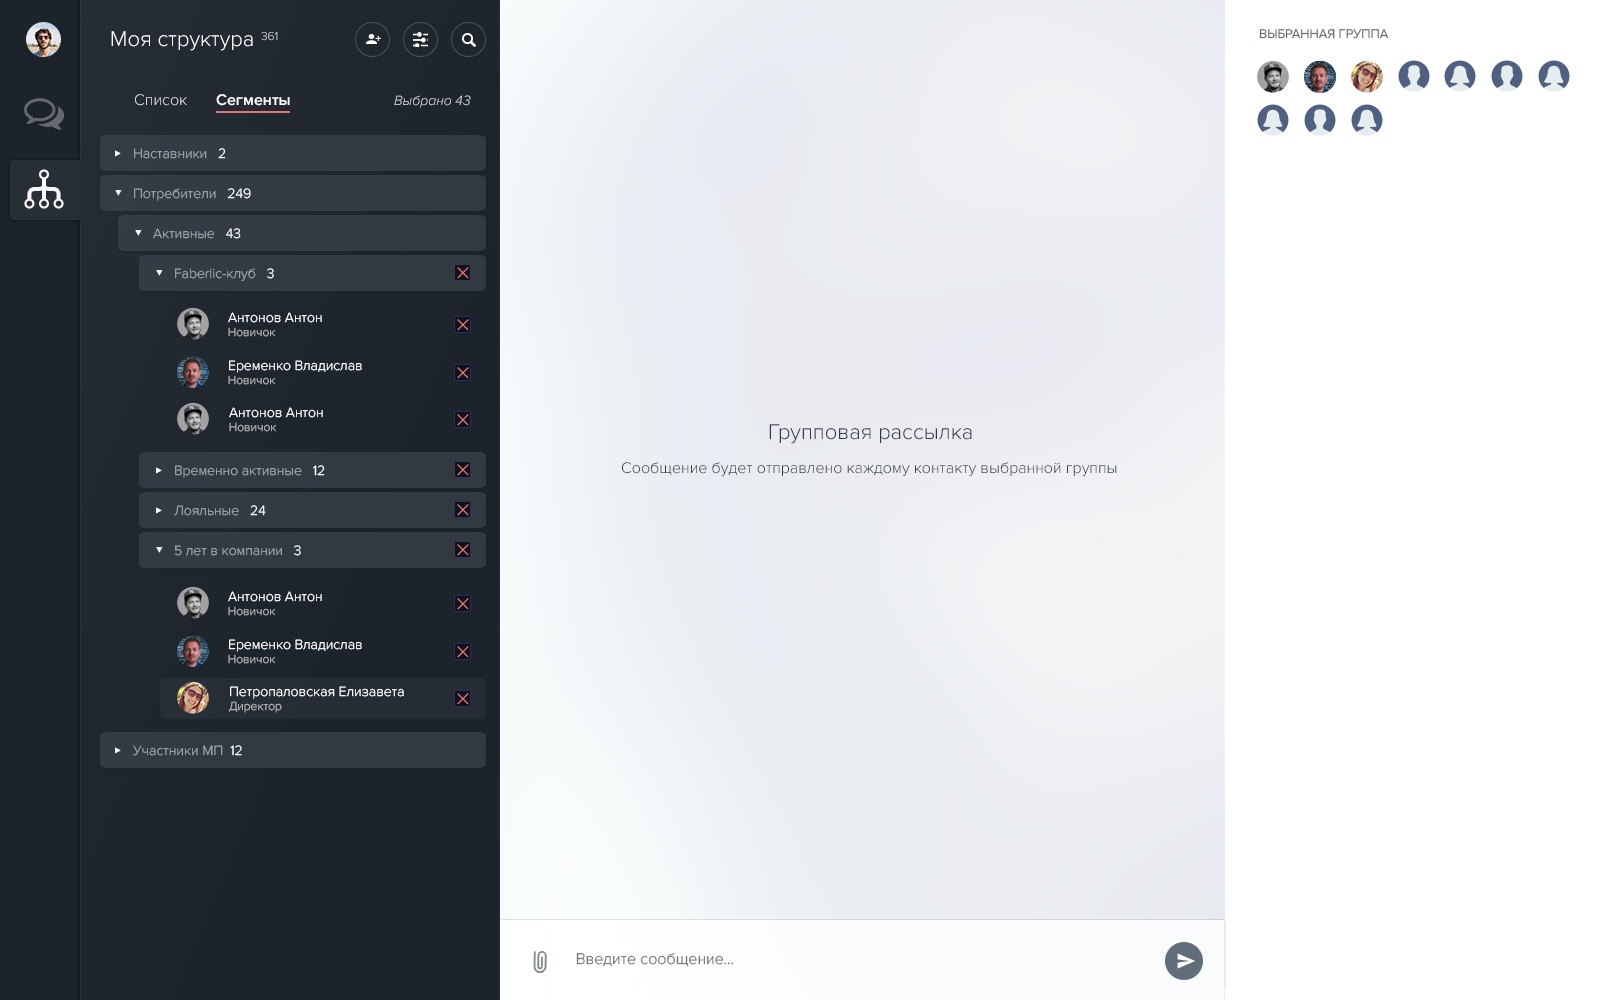 Моя структура 361
Список Сегменты Выбрано 43
Наставники 2
Потребители 249
Активные 43
Faberlic-клуб 3
Антонов Антон
Новичок
Еременко Владислав
Новичок
Антонов Антон
Новичок
Временно активные 12
Лояльные 24
5 лет в компании 3
Антонов Антон
Новичок
Еременко Владислав
Новичок
Петропаловская Елизавета
Директор
Участники МП 12
Групповая рассылка
Сообщение будет отправлено каждому контакту выбранной группы
Введите сообщение...
ВЫБРАННАЯ ГРУППА